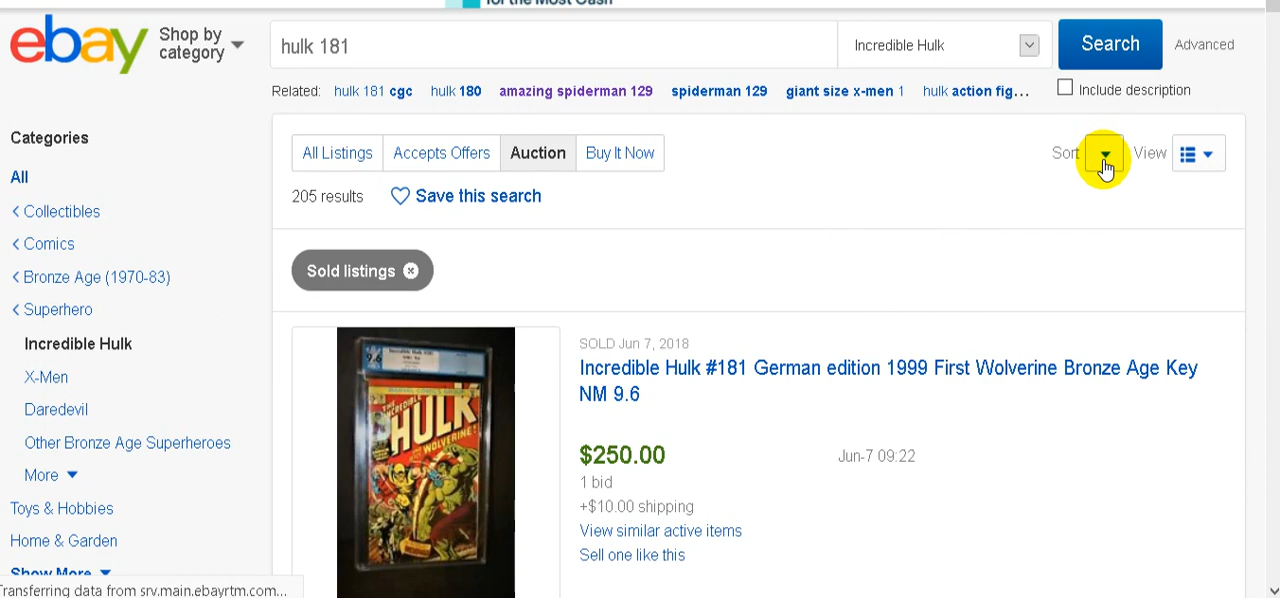 for the Most Cash
ebay
Shop by
category
hulk 181
Incredible Hulk
Search
Advanced
Related: hulk 181 cgc hulk 180 amazing spiderman 129 spiderman 129 giant size x-men 1 hulk action fig...
Include description
Categories
All
Collectibles
Comics
Bronze Age (1970-83)
Superhero
Incredible Hulk
X-Men
Daredevil
Other Bronze Age Superheroes
More
Toys & Hobbies
Home & Garden
Show More
Transferring data from srv.main.ebayrtm.com...
All Listings Accepts Offers Auction Buy It Now
Sort View
205 results Save this search
Sold listings
9.6
THE INCREDIBLE
HULK
WOLVERINE!
SOLD Jun 7, 2018
Incredible Hulk #181 German edition 1999 First Wolverine Bronze Age Key
NM 9.6
$250.00 Jun-7 09:22
1 bid
+$10.00 shipping
View similar active items
Sell one like this